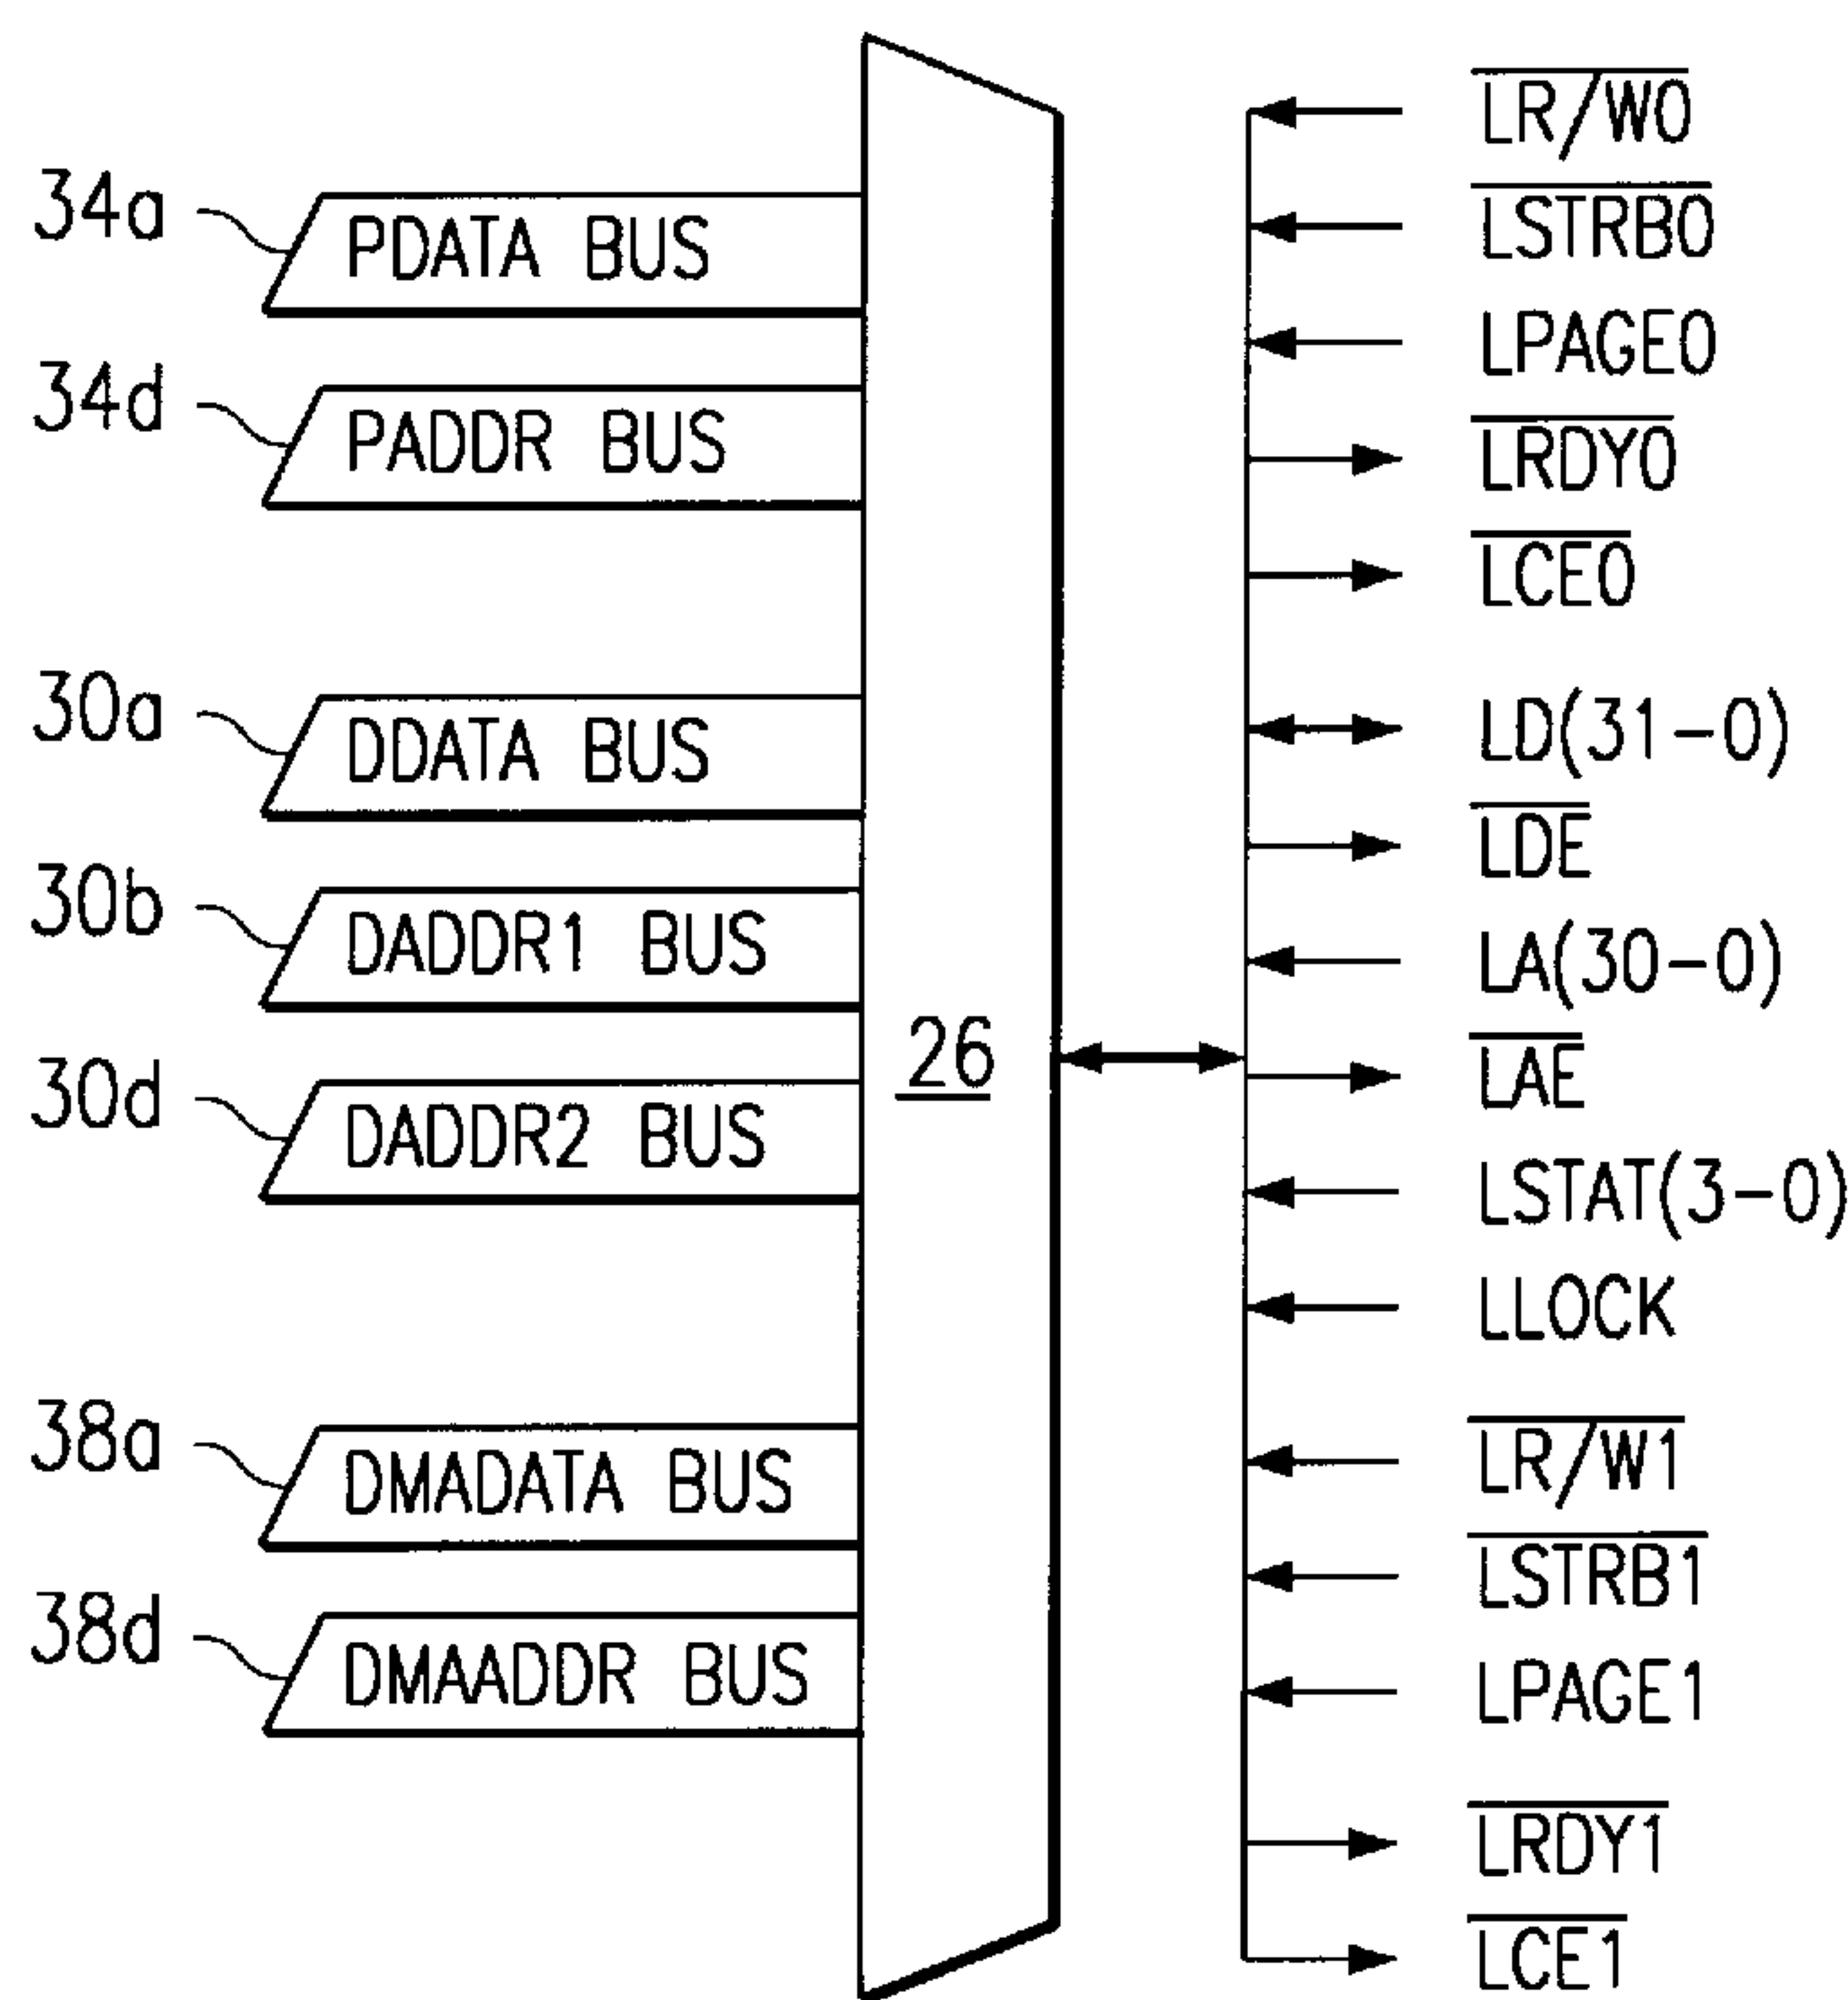 34a PDATA BUS
34d PADDR BUS
30a DDATA BUS
30b DADDR1 BUS
30d DADDR2 BUS
38a DMADATA BUS
38d DMAADDR BUS
26
LR/W0
LSTRB0
LPAGE0
LRDY0
LCE0
LD(31-0)
LDE
LA(30-0)
LAE
LSTAT(3-0)
LLOCK
LR/W1
LSTRB1
LPAGE1
LRDY1
LCE1